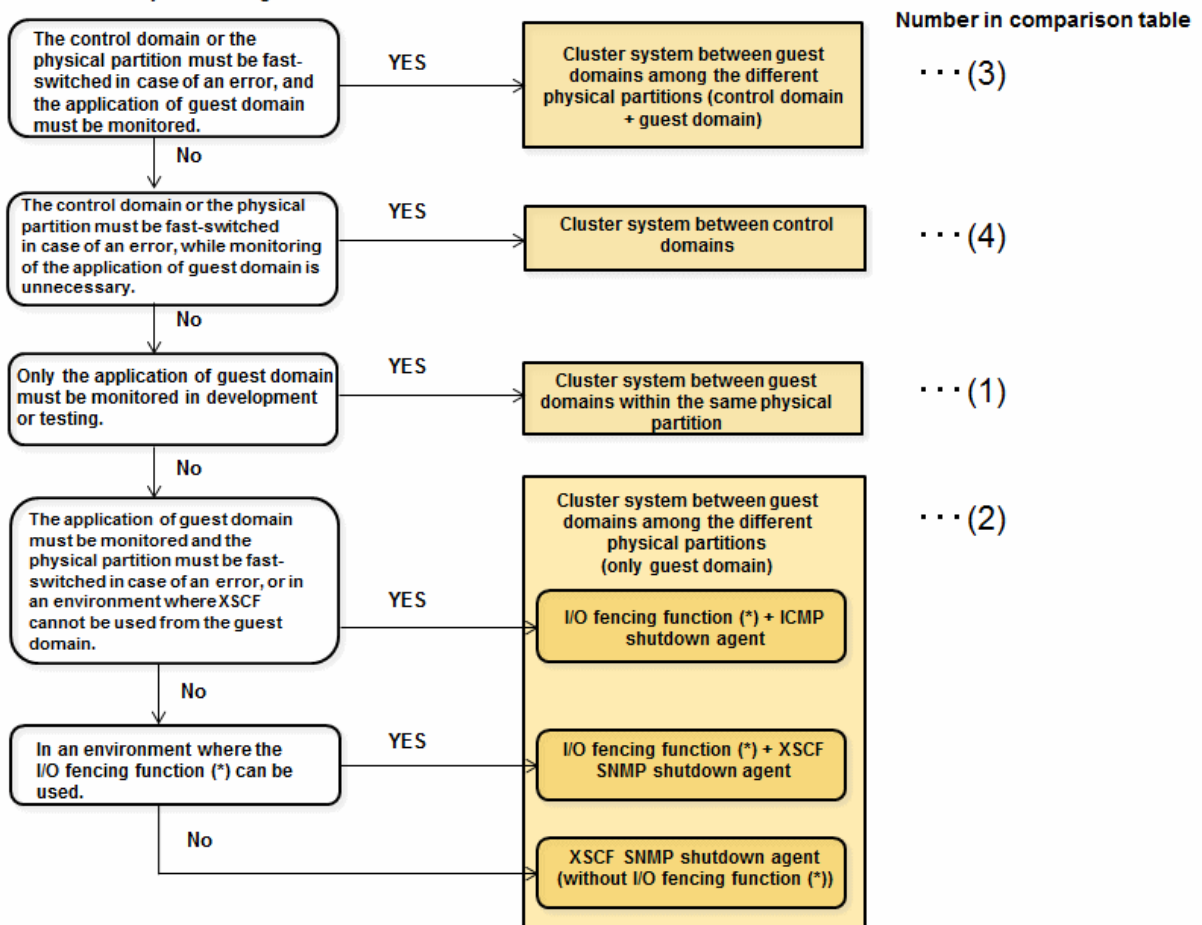 Number in comparison table
The control domain or the
physical partition must be fast-
switched in case of an error, and
the application of guest domain
must be monitored.
YES
Cluster system between guest
domains among the different
physical partitions (control domain
+ guest domain)
･･･(3)
No
The control domain or the physical
partition must be fast-switched
in case of an error, while monitoring
of the application of guest domain is
unnecessary.
YES
Cluster system between control
domains
･･･(4)
No
Only the application of guest domain
must be monitored in development
or testing.
YES
Cluster system between guest
domains within the same physical
partition
･･･(1)
No
Cluster system between guest
domains among the different
physical partitions
(only guest domain)
･･･(2)
The application of guest domain
must be monitored and the
physical partition must be fast-
switched in case of an error, or in
an environment where XSCF
cannot be used from the guest
domain.
YES
I/O fencing function (*) + ICMP
shutdown agent
No
In an environment where the
I/O fencing function (*) can be
used.
YES
I/O fencing function (*) + XSCF
SNMP shutdown agent
No
XSCF SNMP shutdown agent
(without I/O fencing function (*))